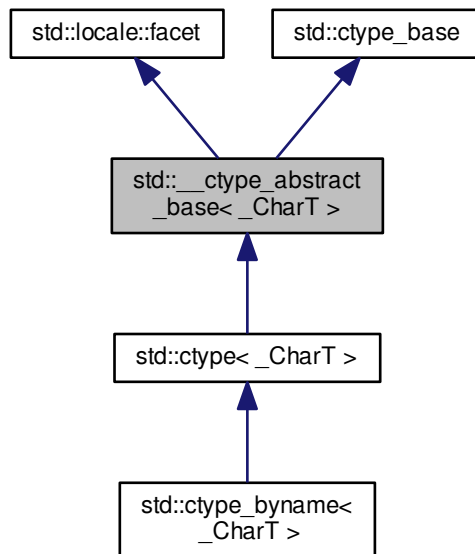 std::locale::facet
std::ctype_base
std::__ctype_abstract
_base< _CharT >
std::ctype< _CharT >
std::ctype_byname<
_CharT >